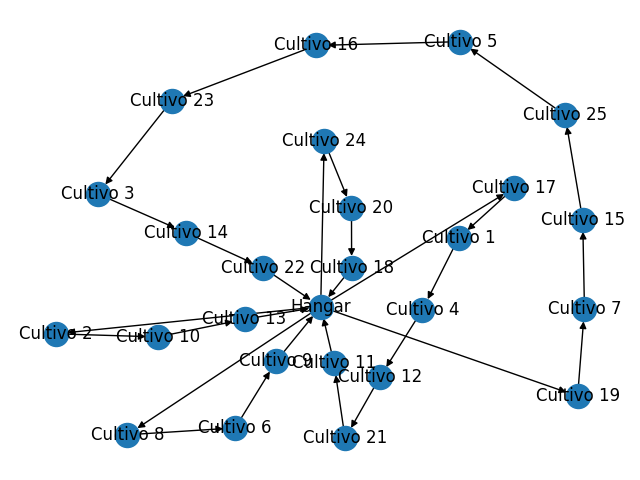 Cultivo 5
Cultivo 16
Cultivo 23
Cultivo 25
Cultivo 24
Cultivo 17
Cultivo 3
Cultivo 20
Cultivo 15
Cultivo 14
Cultivo 1
Cultivo 22
Cultivo 18
Hangar
Cultivo 7
Cultivo 4
Cultivo 13
Cultivo 2
Cultivo 10
Cultivo 9
Cultivo 11
Cultivo 12
Cultivo 19
Cultivo 6
Cultivo 8
Cultivo 21